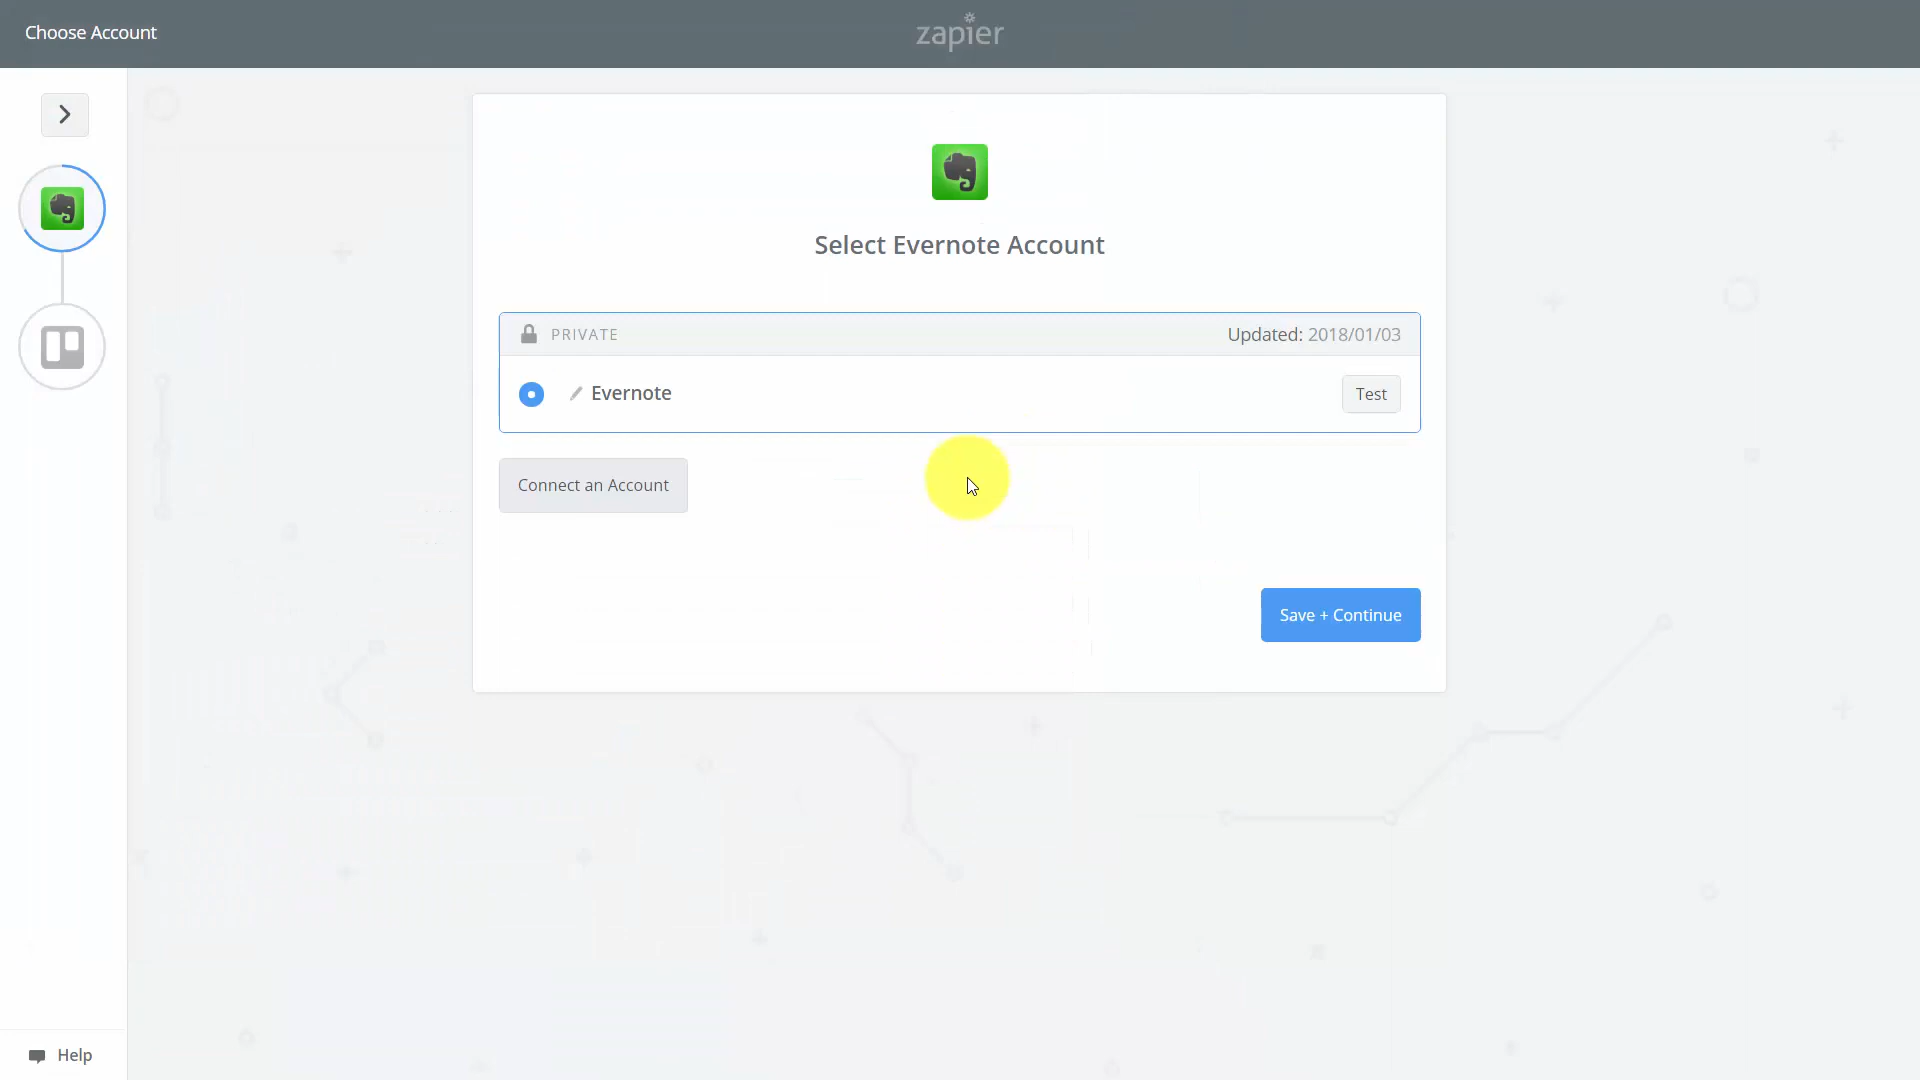 Choose Account
zapier
Select Evernote Account
PRIVATE
Updated: 2018/01/03
Evernote
Test
Connect an Account
Save + Continue
Help